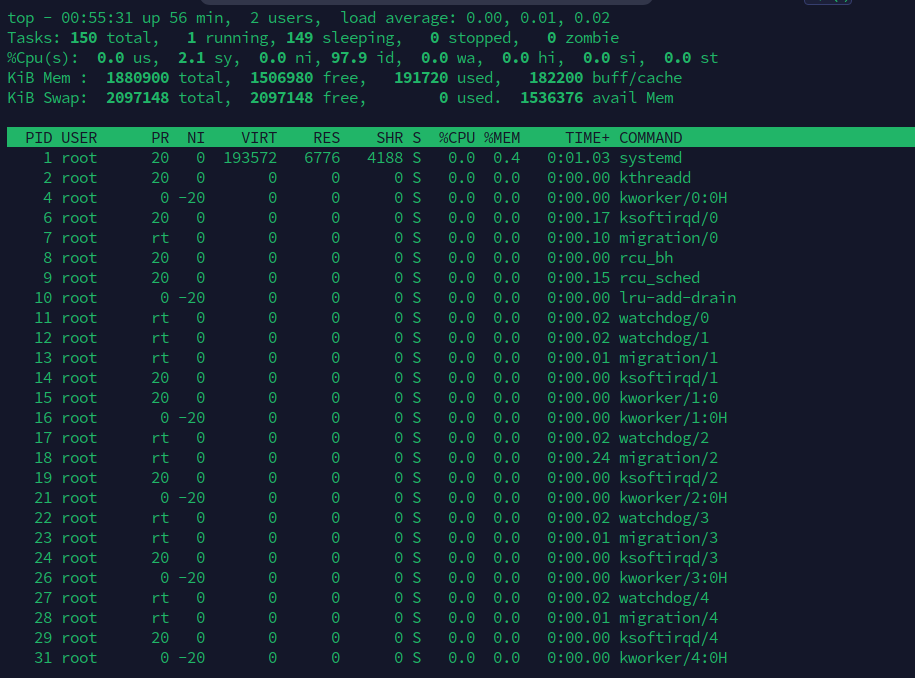 top - 00:55:31 up 56 min,  2 users,  load average: 0.00, 0.01, 0.02
Tasks: 150 total,   1 running, 149 sleeping,   0 stopped,   0 zombie
%Cpu(s):  0.0 us,  2.1 sy,  0.0 ni, 97.9 id,  0.0 wa,  0.0 hi,  0.0 si,  0.0 st
KiB Mem :  1880900 total,  1506980 free,   191720 used,   182200 buff/cache
KiB Swap:  2097148 total,  2097148 free,        0 used.  1536376 avail Mem
  PID USER      PR  NI    VIRT    RES    SHR S  %CPU %MEM     TIME+ COMMAND
    1 root      20   0  193572   6776   4188 S   0.0  0.4   0:01.03 systemd
    2 root      20   0       0      0      0 S   0.0  0.0   0:00.00 kthreadd
    4 root       0 -20       0      0      0 S   0.0  0.0   0:00.00 kworker/0:0H
    6 root      20   0       0      0      0 S   0.0  0.0   0:00.17 ksoftirqd/0
    7 root      rt   0       0      0      0 S   0.0  0.0   0:00.10 migration/0
    8 root      20   0       0      0      0 S   0.0  0.0   0:00.00 rcu_bh
    9 root      20   0       0      0      0 S   0.0  0.0   0:00.15 rcu_sched
   10 root       0 -20       0      0      0 S   0.0  0.0   0:00.00 lru-add-drain
   11 root      rt   0       0      0      0 S   0.0  0.0   0:00.02 watchdog/0
   12 root      rt   0       0      0      0 S   0.0  0.0   0:00.02 watchdog/1
   13 root      rt   0       0      0      0 S   0.0  0.0   0:00.01 migration/1
   14 root      20   0       0      0      0 S   0.0  0.0   0:00.00 ksoftirqd/1
   15 root      20   0       0      0      0 S   0.0  0.0   0:00.00 kworker/1:0
   16 root       0 -20       0      0      0 S   0.0  0.0   0:00.00 kworker/1:0H
   17 root      rt   0       0      0      0 S   0.0  0.0   0:00.02 watchdog/2
   18 root      rt   0       0      0      0 S   0.0  0.0   0:00.24 migration/2
   19 root      20   0       0      0      0 S   0.0  0.0   0:00.00 ksoftirqd/2
   21 root       0 -20       0      0      0 S   0.0  0.0   0:00.00 kworker/2:0H
   22 root      rt   0       0      0      0 S   0.0  0.0   0:00.02 watchdog/3
   23 root      rt   0       0      0      0 S   0.0  0.0   0:00.01 migration/3
   24 root      20   0       0      0      0 S   0.0  0.0   0:00.00 ksoftirqd/3
   26 root       0 -20       0      0      0 S   0.0  0.0   0:00.00 kworker/3:0H
   27 root      rt   0       0      0      0 S   0.0  0.0   0:00.02 watchdog/4
   28 root      rt   0       0      0      0 S   0.0  0.0   0:00.01 migration/4
   29 root      20   0       0      0      0 S   0.0  0.0   0:00.00 ksoftirqd/4
   31 root       0 -20       0      0      0 S   0.0  0.0   0:00.00 kworker/4:0H